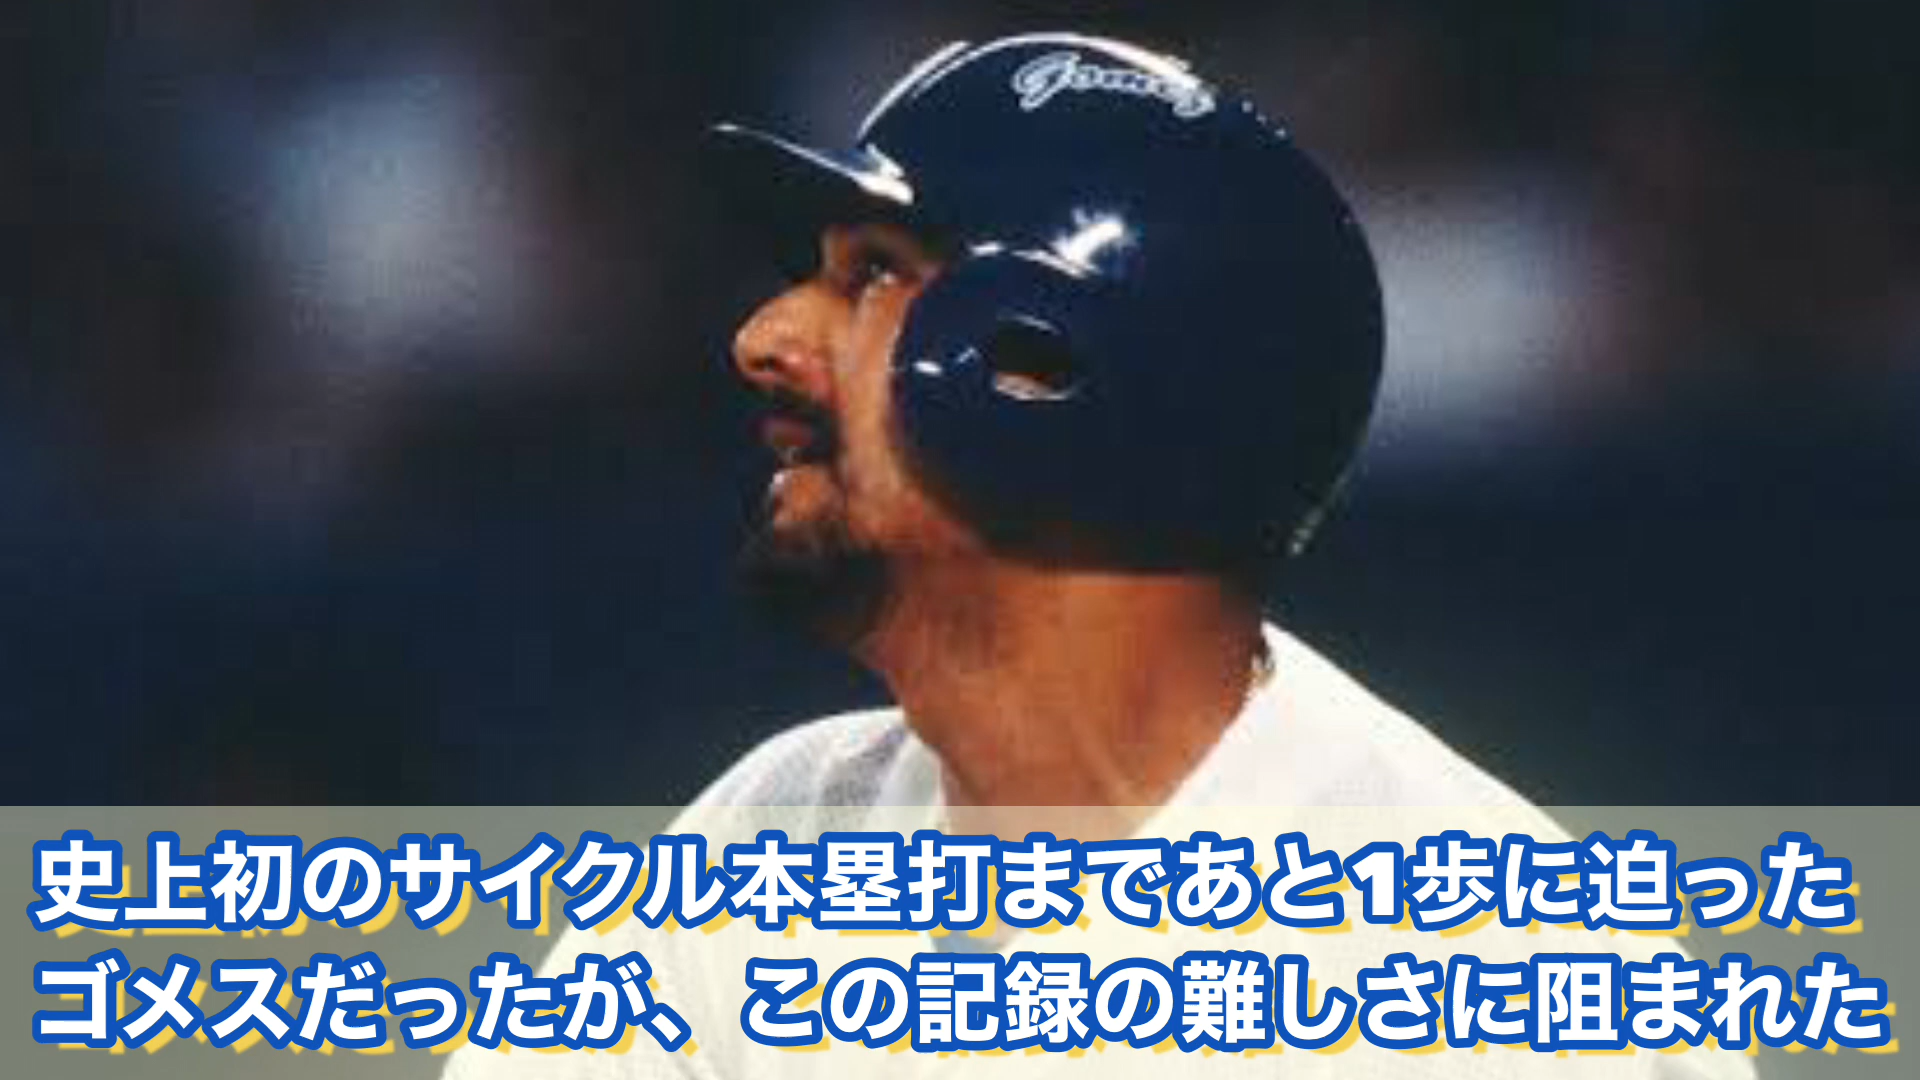 Gomez
史上初のサイクル本塁打まであと1歩に迫った
ゴメスだったが、この記録の難しさに阻まれた